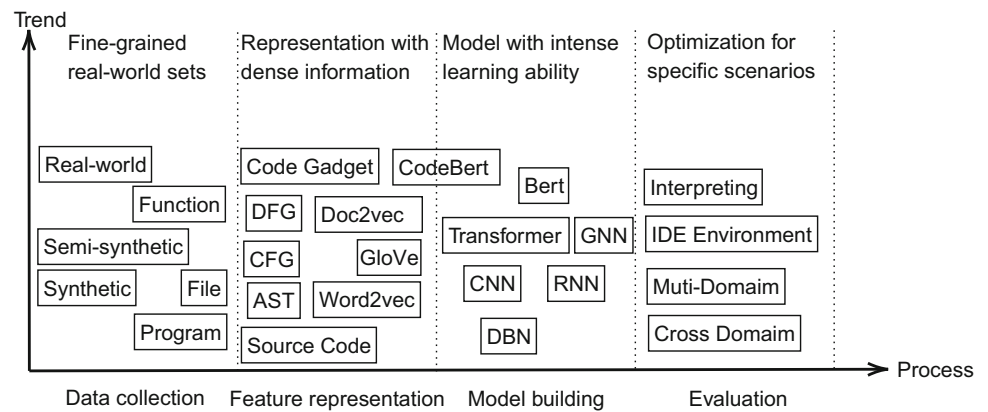 Trend
Fine-grained
real-world sets
Representation with
dense information
Model with intense
learning ability
Optimization for
specific scenarios
Real-world
Function
Semi-synthetic
Synthetic
File
Program
Code Gadget
CodeBert
DFG
Doc2vec
CFG
GloVe
AST
Word2vec
Source Code
Bert
Transformer
GNN
CNN
RNN
DBN
Interpreting
IDE Environment
Muti-Domaim
Cross Domaim
Process
Data collection
Feature representation
Model building
Evaluation